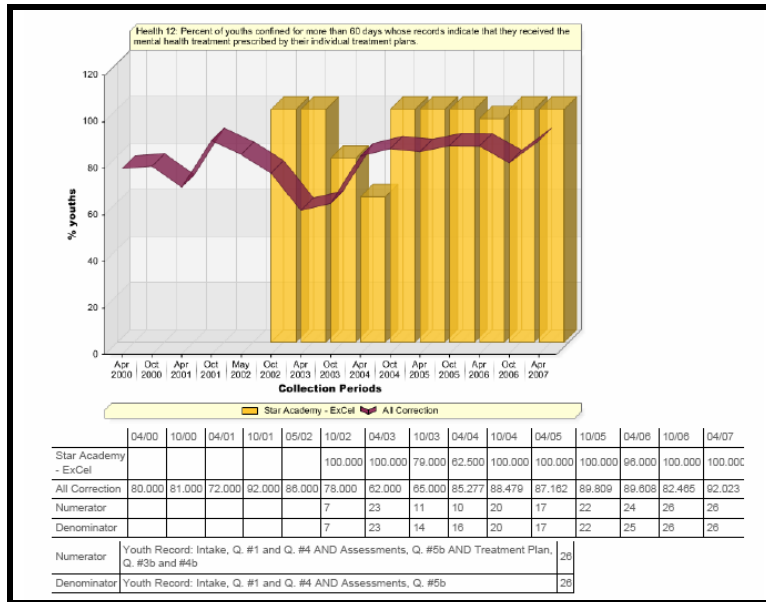 Health 12: Percent of youths confined for more than 60 days whose records indicate that they received the
mental health treatment prescribed by their individual treatment plans.
120
100
80
60
40
20
0
% youths
Apr 2000 Oct 2000 Apr 2001 Oct 2001 May 2002 Oct 2002 Apr 2003 Oct 2003 Apr 2004 Oct 2004 Apr 2005 Oct 2005 Apr 2006 Oct 2006 Apr 2007
Collection Periods
Star Academy - ExCel All Correction
04/00 10/00 04/01 10/01 05/02 10/02 04/03 10/03 04/04 10/04 04/05 10/05 04/06 10/06 04/07
Star Academy
- ExCel
100.000 100.000 79.000 62.500 100.000 100.000 100.000 96.000 100.000 100.000
All Correction 80.000 81.000 72.000 92.000 86.000 78.000 62.000 65.000 85.277 88.479 87.162 89.809 89.608 82.465 92.023
Numerator 7 23 11 10 20 17 22 24 26 26
Denominator 7 23 14 16 20 17 22 25 26 26
Numerator Youth Record: Intake, Q. #1 and Q. #4 AND Assessments, Q. #5b AND Treatment Plan,
Q. #3b and #4b 26
Denominator Youth Record: Intake, Q. #1 and Q. #4 AND Assessments, Q. #5b 26